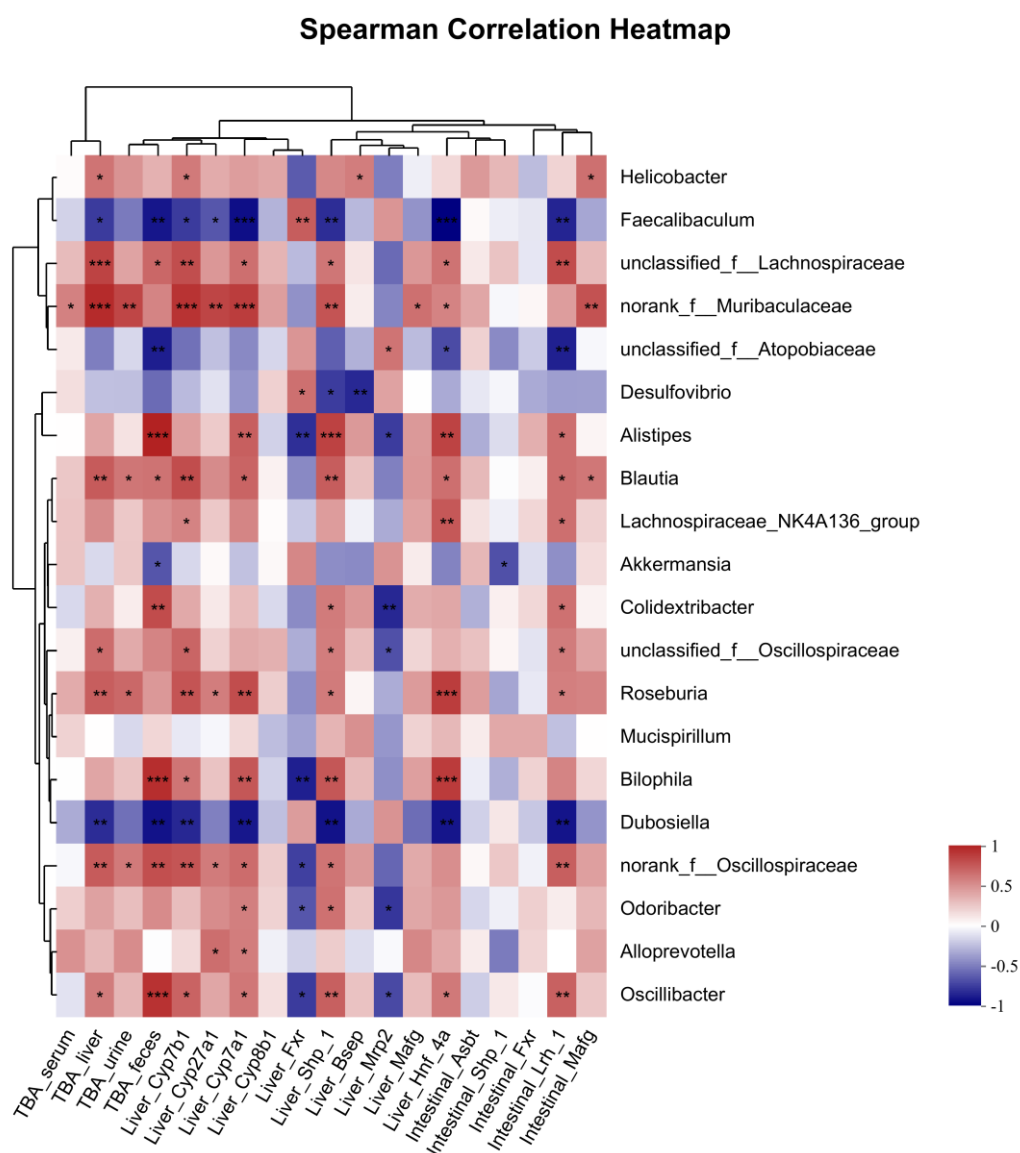 Spearman Correlation Heatmap
* * * *
Helicobacter
* ** * * *** ** ** *** **
Faecalibaculum
*** * ** * * * **
unclassified_f__Lachnospiraceae
* *** ** *** ** *** ** * * **
norank_f__Muribaculaceae
** * * **
unclassified_f__Atopobiaceae
* * **
Desulfovibrio
*** ** ** *** * ** *
Alistipes
** * * ** * ** * * *
Blautia
* ** *
Lachnospiraceae_NK4A136_group
* *
Akkermansia
** * ** *
Colidextribacter
* * * * *
unclassified_f__Oscillospiraceae
** * ** * ** * *** *
Roseburia
Mucispirillum
*** * ** ** ** ***
Bilophila
** ** ** ** ** ** **
Dubosiella
** * ** ** * * * * **
norank_f__Oscillospiraceae
* * * *
Odoribacter
* *
Alloprevotella
* *** * * * ** * * **
Oscillibacter
1
0.5
0
-0.5
-1
TBA_serum
TBA_liver
TBA_urine
TBA_feces
Liver_Cyp7b1
Liver_Cyp27a1
Liver_Cyp7a1
Liver_Cyp8b1
Liver_Fxr
Liver_Shp_1
Liver_Bsep
Liver_Mrp2
Liver_Mafg
Liver_Hnf_4a
Intestinal_Asbt
Intestinal_Shp_1
Intestinal_Fxr
Intestinal_Lrh_1
Intestinal_Mafg